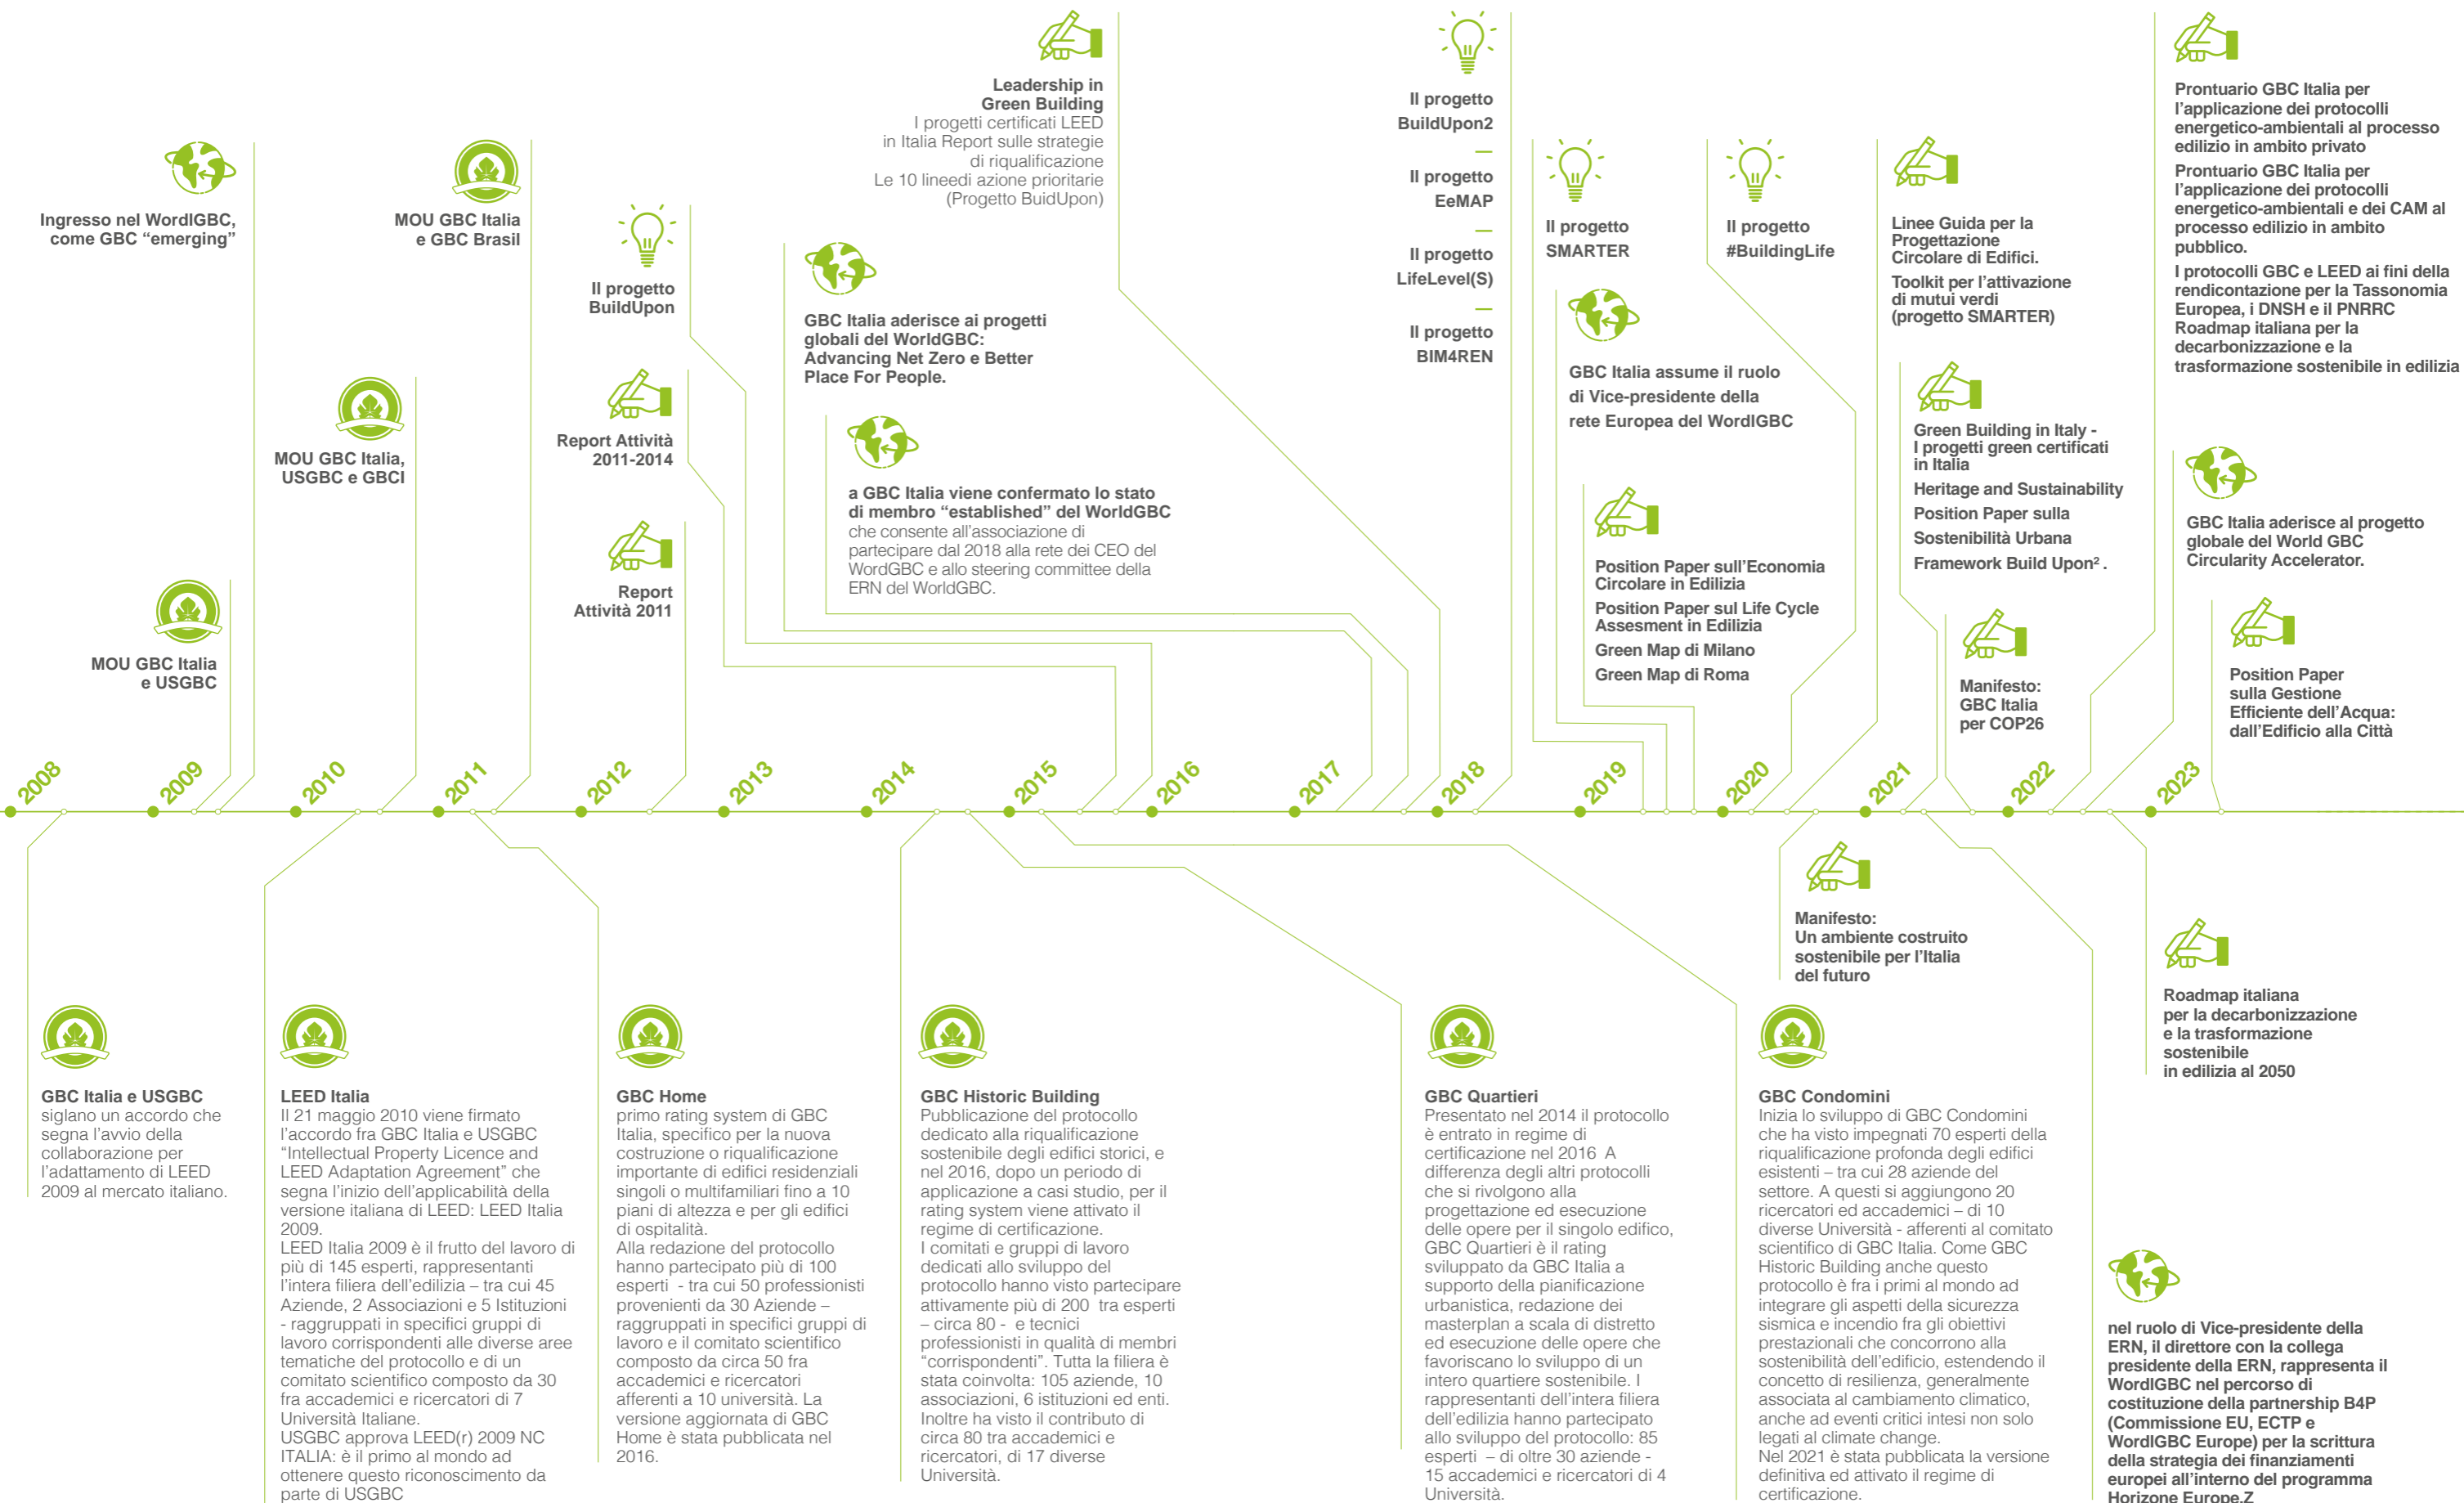 Ingresso nel WordlGBC,
come GBC “emerging”
MOU GBC Italia
e USGBC
MOU GBC Italia,
USGBC e GBCI
MOU GBC Italia
e GBC Brasil
Il progetto
BuildUpon
Report Attività
2011-2014
Report
Attività 2011
GBC Italia aderisce ai progetti
globali del WorldGBC:
Advancing Net Zero e Better
Place For People.
a GBC Italia viene confermato lo stato
di membro “established” del WorldGBC
che consente all’associazione di
partecipare dal 2018 alla rete dei CEO del
WordGBC e allo steering committee della
ERN del WorldGBC.
Leadership in
Green Building
I progetti certificati LEED
in Italia Report sulle strategie
di riqualificazione
Le 10 lineedi azione prioritarie
(Progetto BuidUpon)
Il progetto
BuildUpon2
—
Il progetto
EeMAP
—
Il progetto
LifeLevel(S)
—
Il progetto
BIM4REN
Il progetto
SMARTER
GBC Italia assume il ruolo
di Vice-presidente della
rete Europea del WordlGBC
Position Paper sull’Economia
Circolare in Edilizia
Position Paper sul Life Cycle
Assesment in Edilizia
Green Map di Milano
Green Map di Roma
Il progetto
#BuildingLife
Linee Guida per la
Progettazione
Circolare di Edifici.
Toolkit per l’attivazione
di mutui verdi
(progetto SMARTER)
Green Building in Italy -
I progetti green certificati
in Italia
Heritage and Sustainability
Position Paper sulla
Sostenibilità Urbana
Framework Build Upon² .
Manifesto:
GBC Italia
per COP26
Prontuario GBC Italia per
l’applicazione dei protocolli
energetico-ambientali al processo
edilizio in ambito privato
Prontuario GBC Italia per
l’applicazione dei protocolli
energetico-ambientali e dei CAM al
processo edilizio in ambito
pubblico.
I protocolli GBC e LEED ai fini della
rendicontazione per la Tassonomia
Europea, i DNSH e il PNRRC
Roadmap italiana per la
decarbonizzazione e la
trasformazione sostenibile in edilizia
GBC Italia aderisce al progetto
globale del World GBC
Circularity Accelerator.
Position Paper
sulla Gestione
Efficiente dell’Acqua:
dall’Edificio alla Città
2008
2009
2010
2011
2012
2013
2014
2015
2016
2017
2018
2019
2020
2021
2022
2023
GBC Italia e USGBC
siglano un accordo che
segna l’avvio della
collaborazione per
l’adattamento di LEED
2009 al mercato italiano.
LEED Italia
Il 21 maggio 2010 viene firmato
l’accordo fra GBC Italia e USGBC
“Intellectual Property Licence and
LEED Adaptation Agreement” che
segna l’inizio dell’applicabilità della
versione italiana di LEED: LEED Italia
2009.
LEED Italia 2009 è il frutto del lavoro di
più di 145 esperti, rappresentanti
l’intera filiera dell’edilizia – tra cui 45
Aziende, 2 Associazioni e 5 Istituzioni
- raggruppati in specifici gruppi di
lavoro corrispondenti alle diverse aree
tematiche del protocollo e di un
comitato scientifico composto da 30
fra accademici e ricercatori di 7
Università Italiane.
USGBC approva LEED(r) 2009 NC
ITALIA: è il primo al mondo ad
ottenere questo riconoscimento da
parte di USGBC
GBC Home
primo rating system di GBC
Italia, specifico per la nuova
costruzione o riqualificazione
importante di edifici residenziali
singoli o multifamiliari fino a 10
piani di altezza e per gli edifici
di ospitalità.
Alla redazione del protocollo
hanno partecipato più di 100
esperti - tra cui 50 professionisti
provenienti da 30 Aziende –
raggruppati in specifici gruppi di
lavoro e il comitato scientifico
composto da circa 50 fra
accademici e ricercatori
afferenti a 10 università. La
versione aggiornata di GBC
Home è stata pubblicata nel
2016.
GBC Historic Building
Pubblicazione del protocollo
dedicato alla riqualificazione
sostenibile degli edifici storici, e
nel 2016, dopo un periodo di
applicazione a casi studio, per il
rating system viene attivato il
regime di certificazione.
I comitati e gruppi di lavoro
dedicati allo sviluppo del
protocollo hanno visto partecipare
attivamente più di 200 tra esperti
– circa 80 - e tecnici
professionisti in qualità di membri
“corrispondenti”. Tutta la filiera è
stata coinvolta: 105 aziende, 10
associazioni, 6 istituzioni ed enti.
Inoltre ha visto il contributo di
circa 80 tra accademici e
ricercatori, di 17 diverse
Università.
GBC Quartieri
Presentato nel 2014 il protocollo
è entrato in regime di
certificazione nel 2016 A
differenza degli altri protocolli
che si rivolgono alla
progettazione ed esecuzione
delle opere per il singolo edifico,
GBC Quartieri è il rating
sviluppato da GBC Italia a
supporto della pianificazione
urbanistica, redazione dei
masterplan a scala di distretto
ed esecuzione delle opere che
favoriscano lo sviluppo di un
intero quartiere sostenibile. I
rappresentanti dell’intera filiera
dell’edilizia hanno partecipato
allo sviluppo del protocollo: 85
esperti – di oltre 30 aziende -
15 accademici e ricercatori di 4
Università.
GBC Condomini
Inizia lo sviluppo di GBC Condomini
che ha visto impegnati 70 esperti della
riqualificazione profonda degli edifici
esistenti – tra cui 28 aziende del
settore. A questi si aggiungono 20
ricercatori ed accademici – di 10
diverse Università - afferenti al comitato
scientifico di GBC Italia. Come GBC
Historic Building anche questo
protocollo è fra i primi al mondo ad
integrare gli aspetti della sicurezza
sismica e incendio fra gli obiettivi
prestazionali che concorrono alla
sostenibilità dell’edificio, estendendo il
concetto di resilienza, generalmente
associata al cambiamento climatico,
anche ad eventi critici intesi non solo
legati al climate change.
Nel 2021 è stata pubblicata la versione
definitiva ed attivato il regime di
certificazione.
Manifesto:
Un ambiente costruito
sostenibile per l’Italia
del futuro
Roadmap italiana
per la decarbonizzazione
e la trasformazione
sostenibile
in edilizia al 2050
nel ruolo di Vice-presidente della
ERN, il direttore con la collega
presidente della ERN, rappresenta il
WordlGBC nel percorso di
costituzione della partnership B4P
(Commissione EU, ECTP e
WordlGBC Europe) per la scrittura
della strategia dei finanziamenti
europei all’interno del programma
Horizone Europe.Z